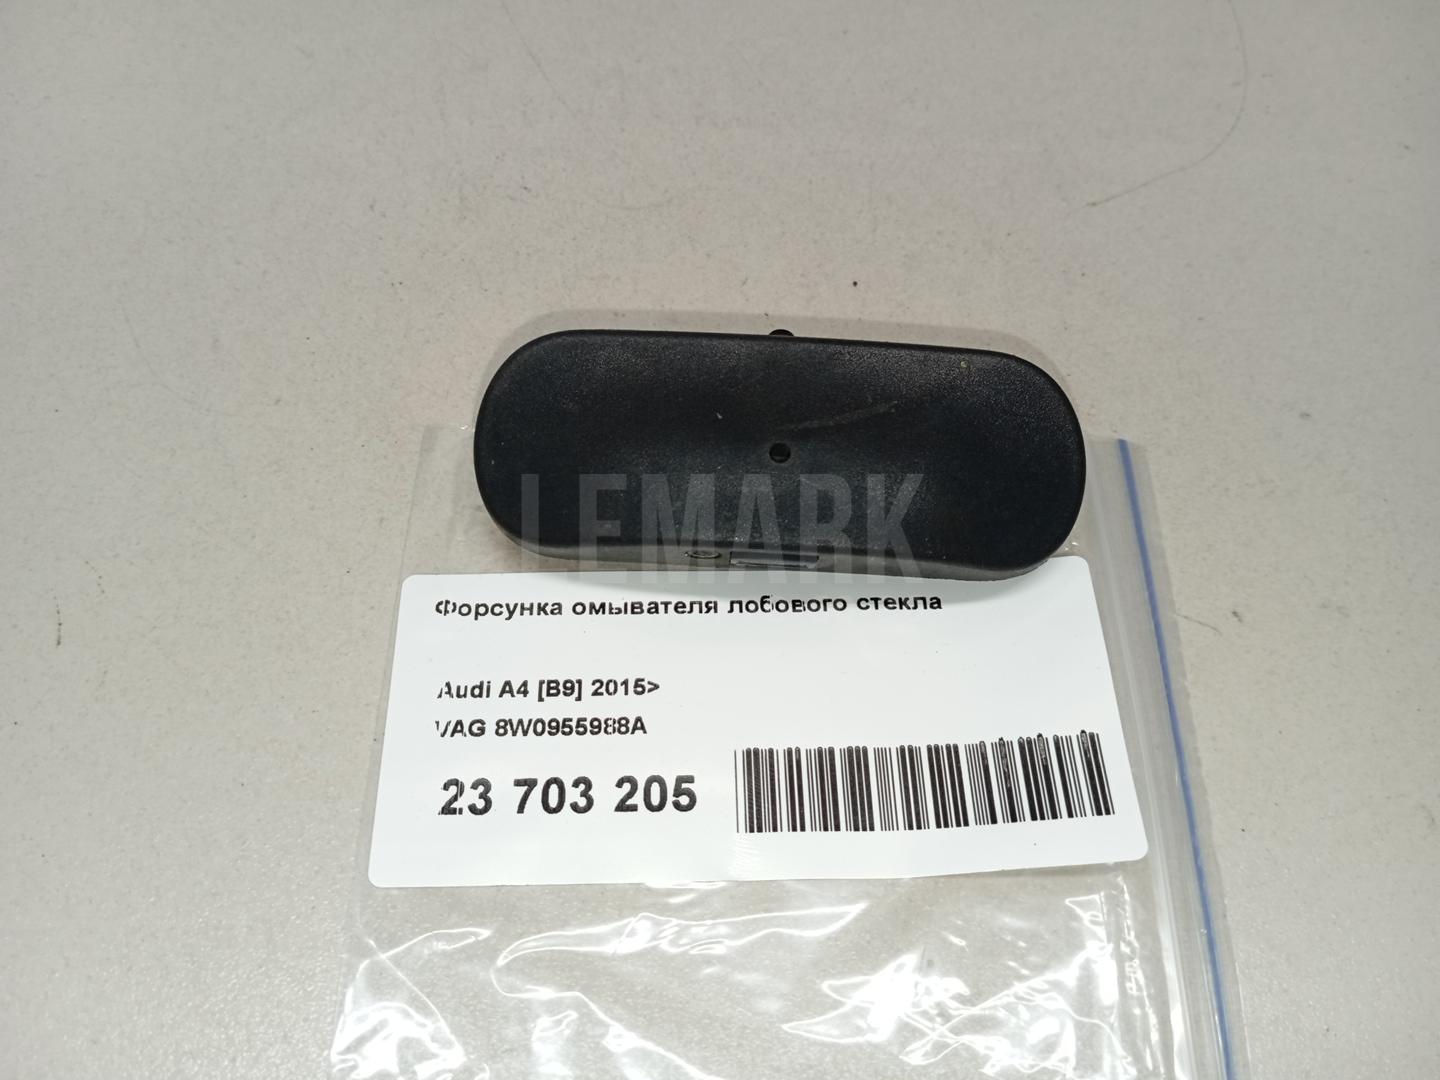 LEMARK
Форсунка омывателя лобового стекла
Audi A4 [B9] 2015>
VAG 8W0955988A
23 703 205